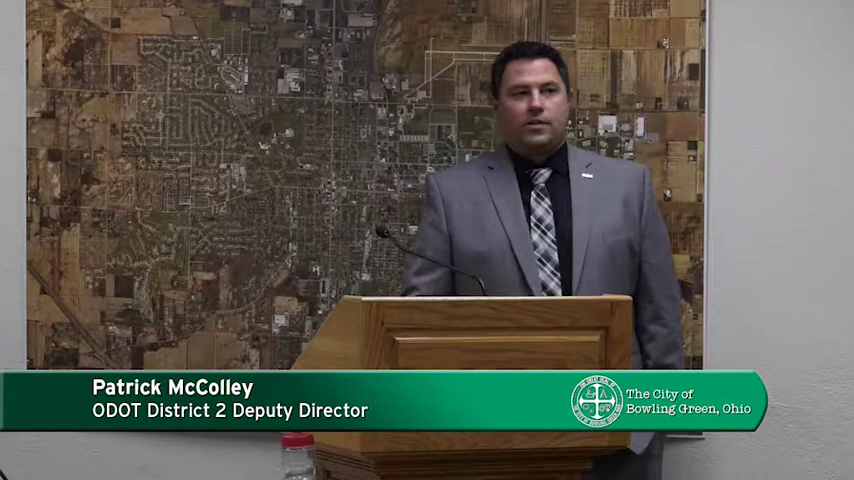 Patrick McColley
ODOT District 2 Deputy Director
The City of
Bowling Green, Ohio